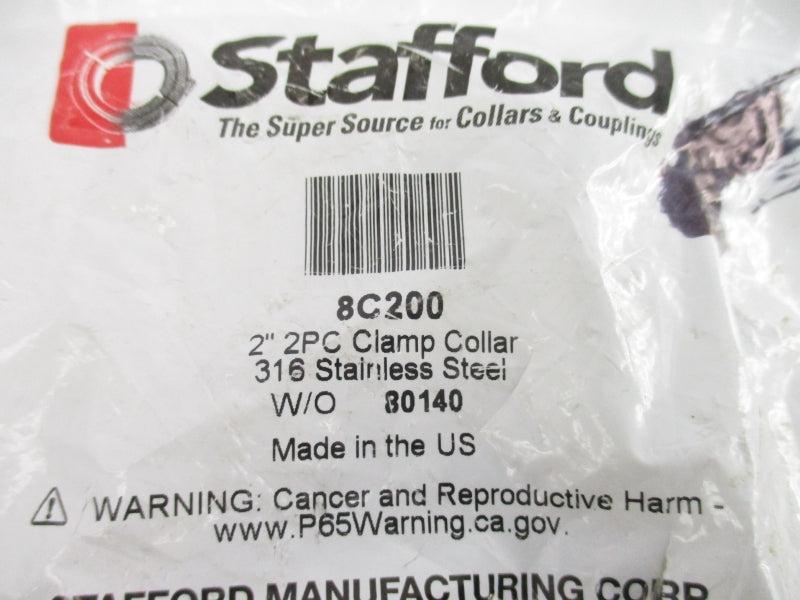 Stafford
The Super Source for Collars & Couplings
8C200
2" 2PC Clamp Collar
316 Stainless Steel
W/O 80140
Made in the US
⚠ WARNING: Cancer and Reproductive Harm -
www.P65Warning.ca.gov.
STAFFORD MANUFACTURING CORP